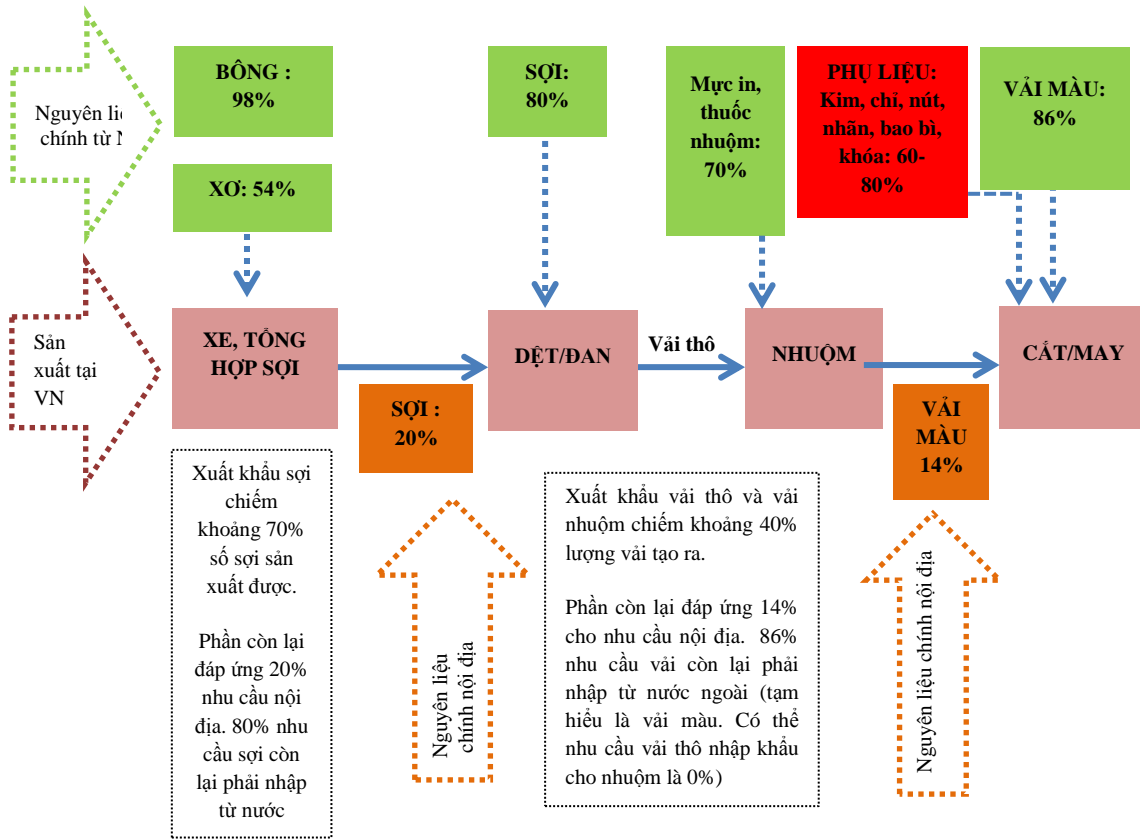 Nguyên liệ
chính từ N
BÔNG :
98%
XƠ: 54%
SỢI:
80%
Mực in,
thuốc
nhuộm:
70%
PHỤ LIỆU:
Kim, chỉ, nút,
nhãn, bao bì,
khóa: 60-
80%
VẢI MÀU:
86%
Sản
xuất tại
VN
XE, TỔNG
HỢP SỢI
DỆT/ĐAN
Vải thô
NHUỘM
CẮT/MAY
SỢI :
20%
VẢI
MÀU
14%
Xuất khẩu sợi
chiếm
khoảng 70%
số sợi sản
xuất được.
Phần còn lại
đáp ứng 20%
nhu cầu nội
địa. 80% nhu
cầu sợi còn
lại phải nhập
từ nước
Nguyên liệu
chính nội địa
Xuất khẩu vải thô và vải
nhuộm chiếm khoảng 40%
lượng vải tạo ra.
Phần còn lại đáp ứng 14%
cho nhu cầu nội địa. 86%
nhu cầu vải còn lại phải
nhập từ nước ngoài (tạm
hiểu là vải màu. Có thể
nhu cầu vải thô nhập khẩu
cho nhuộm là 0%)
Nguyên liệu chính nội địa